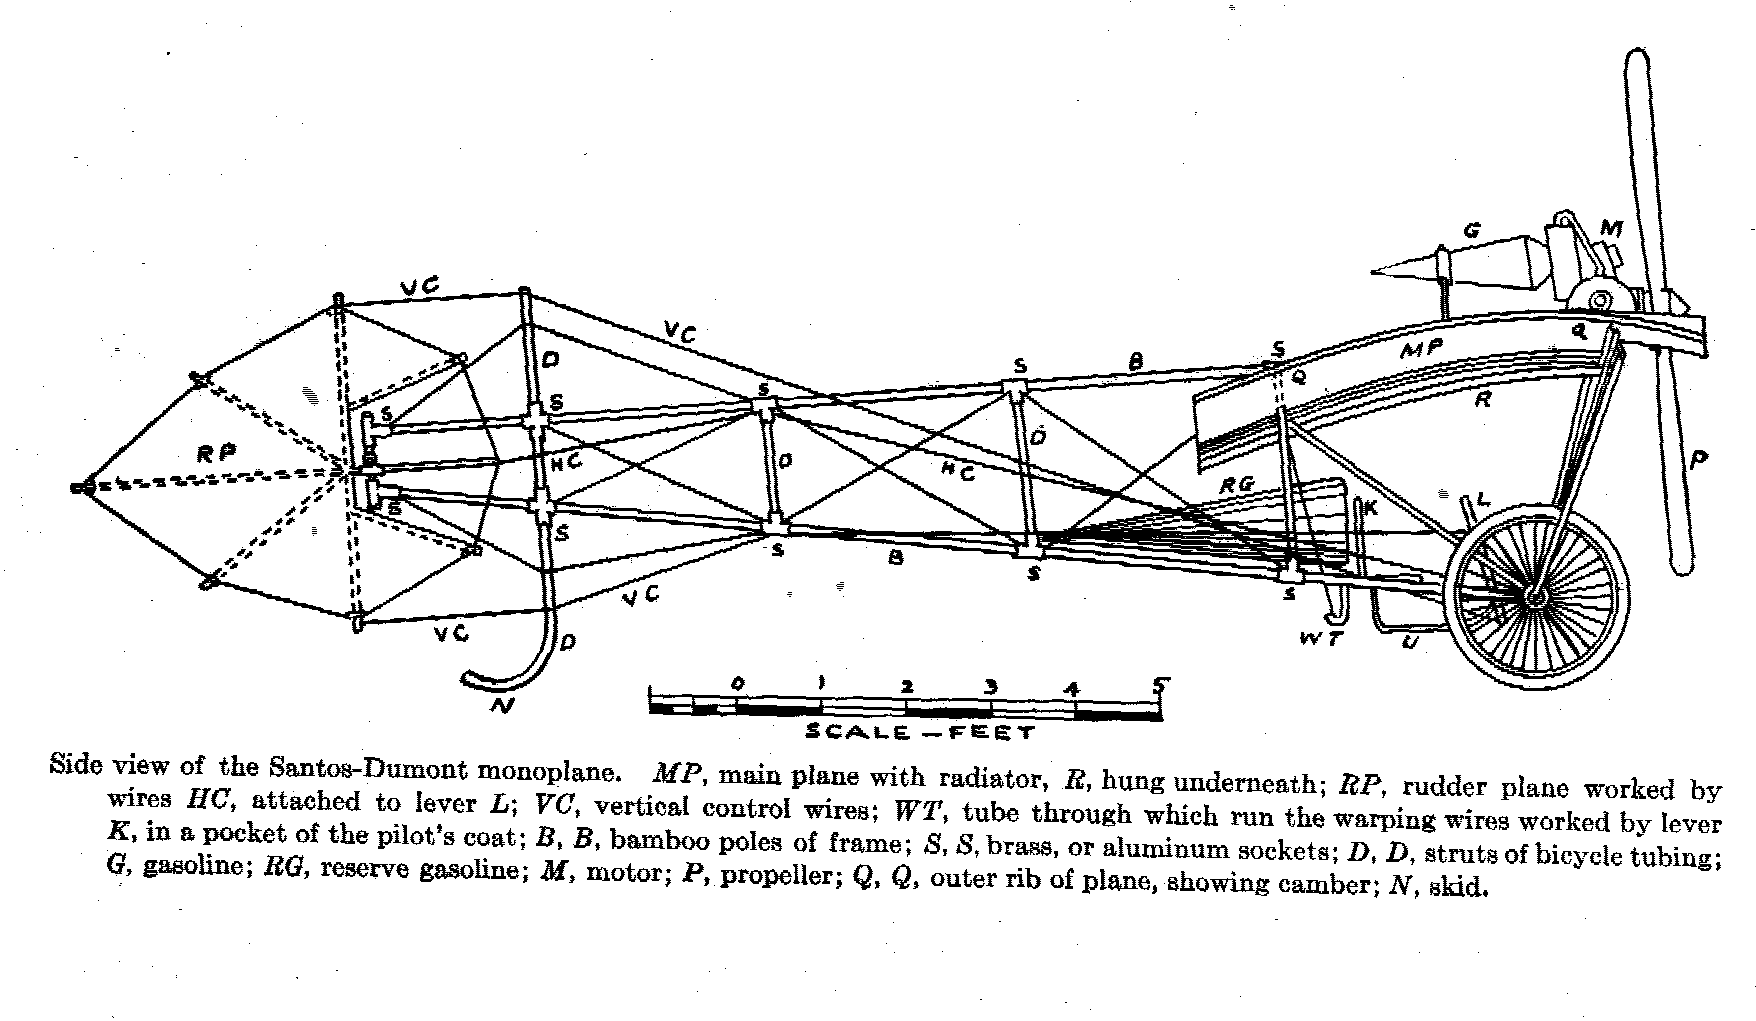 P
G
M
VC
VC
Q
MP
S
S
B
D
Q
S
R
S
S
D
RP
HC
D
HC
P
RG
K
L
S
S
B
S
S
VC
VC
D
WT
U
N
0 1 2 3 4 5
SCALE – FEET
Side view of the Santos-Dumont monoplane. MP, main plane with radiator, R, hung underneath; RP, rudder plane worked by
wires HC, attached to lever L; VC, vertical control wires; WT, tube through which run the warping wires worked by lever
K, in a pocket of the pilot's coat; B, B, bamboo poles of frame; S, S, brass, or aluminum sockets; D, D, struts of bicycle tubing;
G, gasoline; RG, reserve gasoline; M, motor; P, propeller; Q, Q, outer rib of plane, showing camber; N, skid.